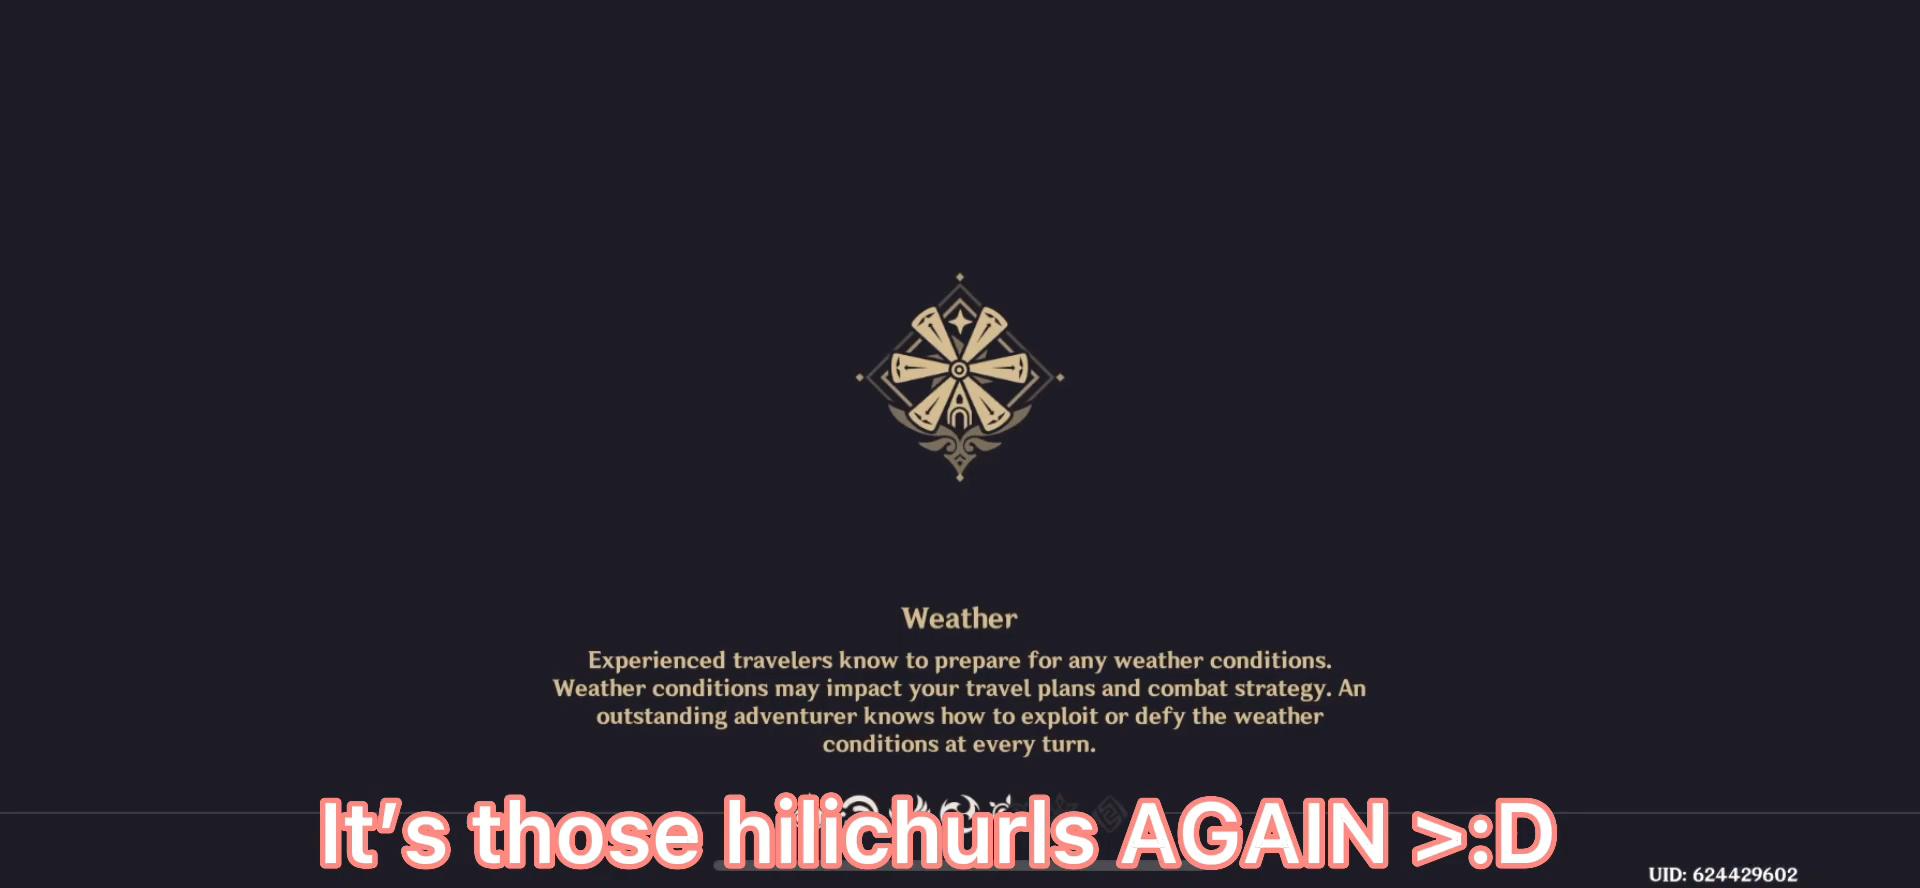 Weather
Experienced travelers know to prepare for any weather conditions.
Weather conditions may impact your travel plans and combat strategy. An
outstanding adventurer knows how to exploit or defy the weather
conditions at every turn.
It's those hilichurls AGAIN >:D
UID: 624429602